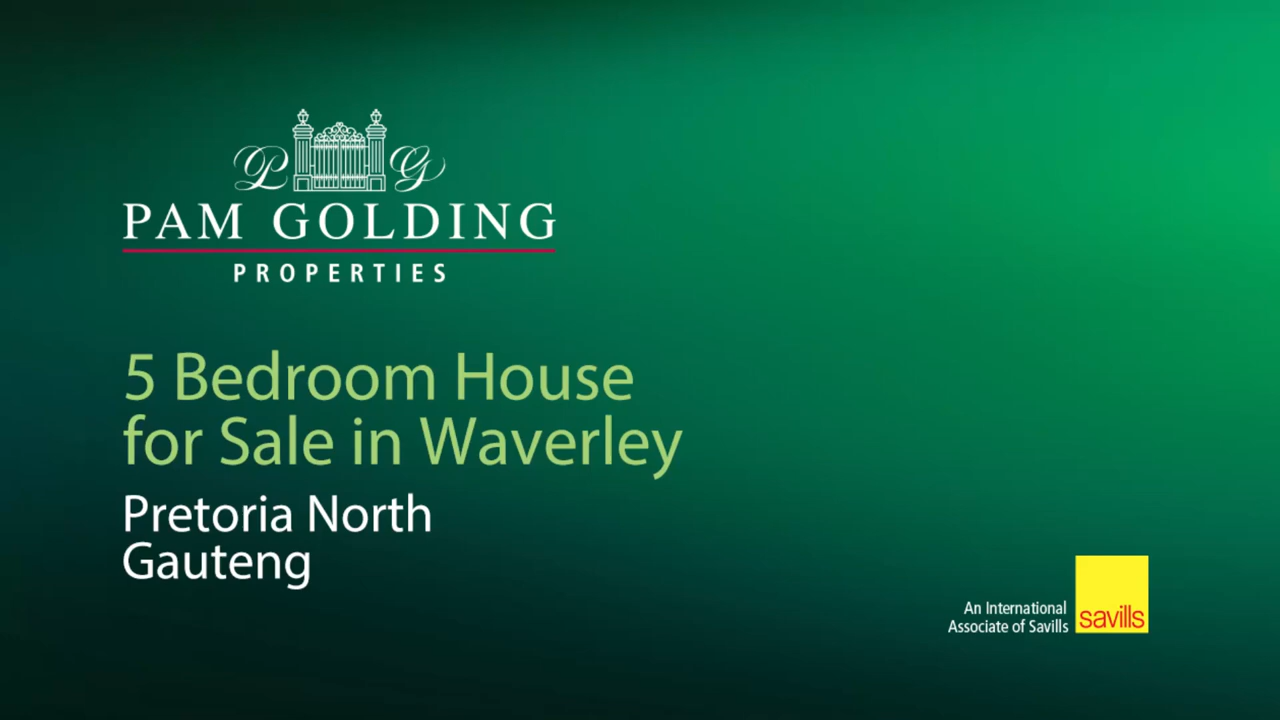 P G
PAM GOLDING
PROPERTIES
5 Bedroom House
for Sale in Waverley
Pretoria North
Gauteng
An International
Associate of Savills
savills